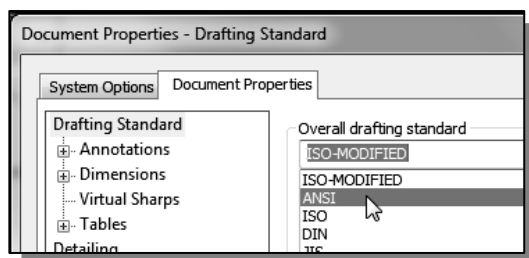 Document Properties - Drafting Standard
System Options Document Properties
Drafting Standard
Annotations
Dimensions
Virtual Sharps
Tables
Detailing
Overall drafting standard
ISO-MODIFIED
ISO-MODIFIED
ANSI
ISO
DIN
JIS